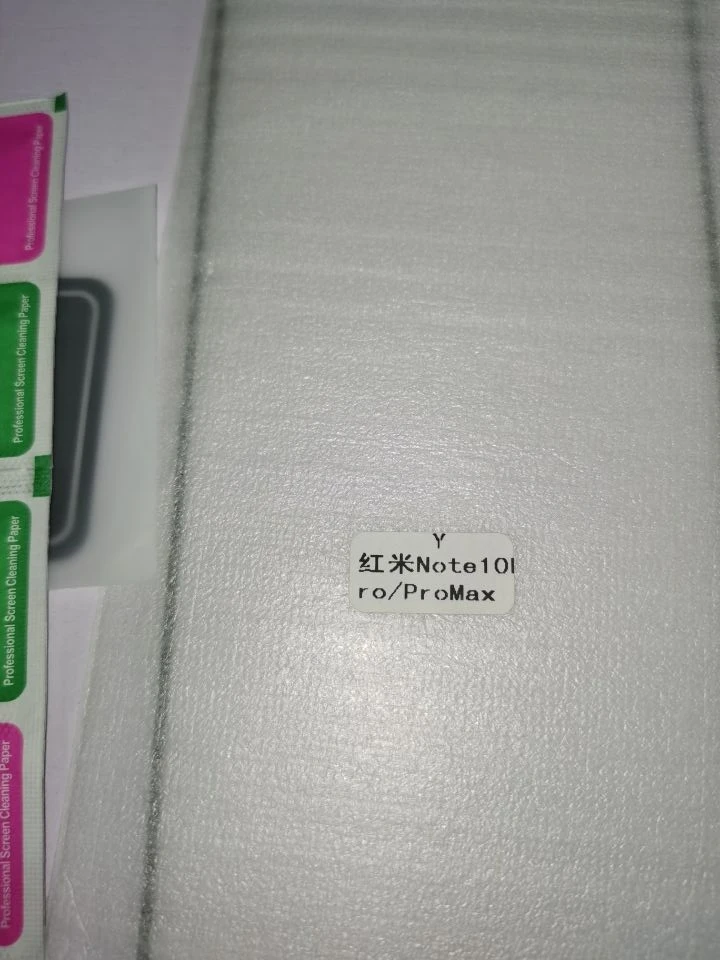 Professional Screen Cleaning Paper
Professional Screen Cleaning Paper
Professional Screen Cleaning Paper
Professional Screen Cleaning Paper
Y
红米Note10P
ro/ProMax